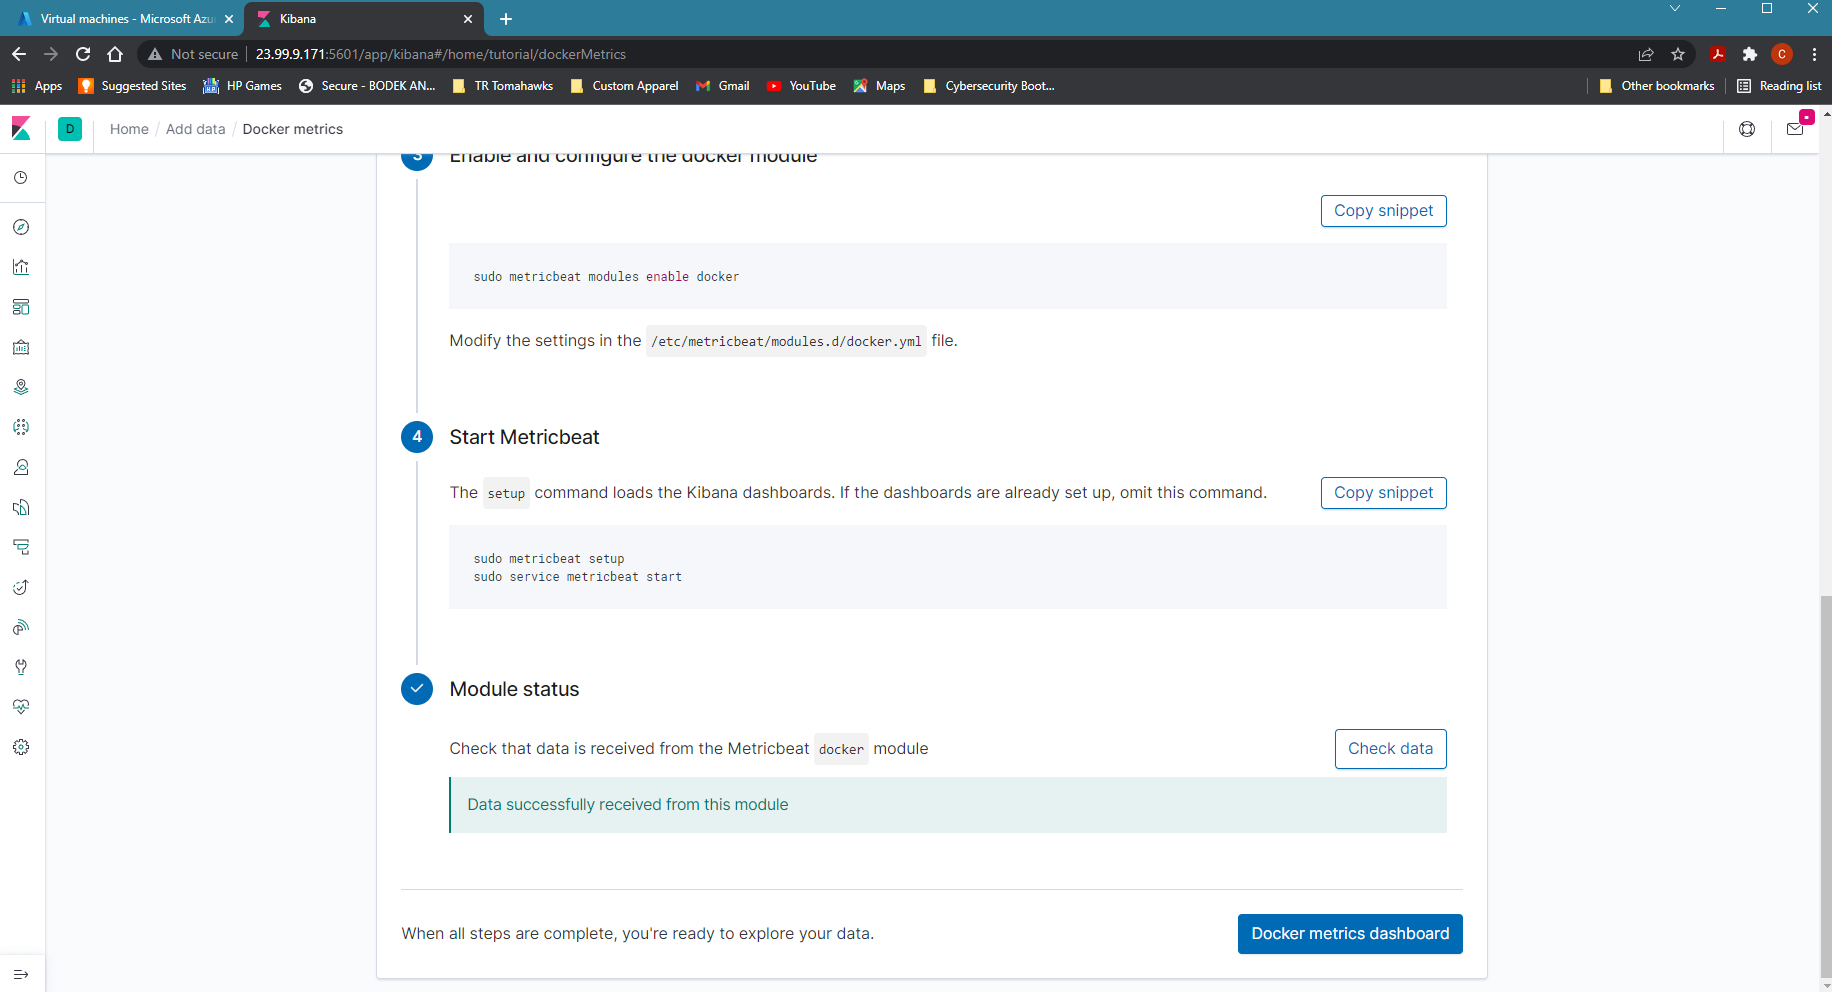 Virtual machines - Microsoft Azu
Kibana
Not secure
23.99.9.171:5601/app/kibana#/home/tutorial/dockerMetrics
C
Apps
Suggested Sites
HP Games
Secure - BODEK AN...
TR Tomahawks
Custom Apparel
Gmail
YouTube
Maps
Cybersecurity Boot...
Other bookmarks
Reading list
D
Home / Add data / Docker metrics
3
Enable and configure the docker module
Copy snippet
sudo metricbeat modules enable docker
Modify the settings in the /etc/metricbeat/modules.d/docker.yml file.
4
Start Metricbeat
The setup command loads the Kibana dashboards. If the dashboards are already set up, omit this command.
Copy snippet
sudo metricbeat setup
sudo service metricbeat start
Module status
Check that data is received from the Metricbeat docker module
Check data
Data successfully received from this module
When all steps are complete, you're ready to explore your data.
Docker metrics dashboard